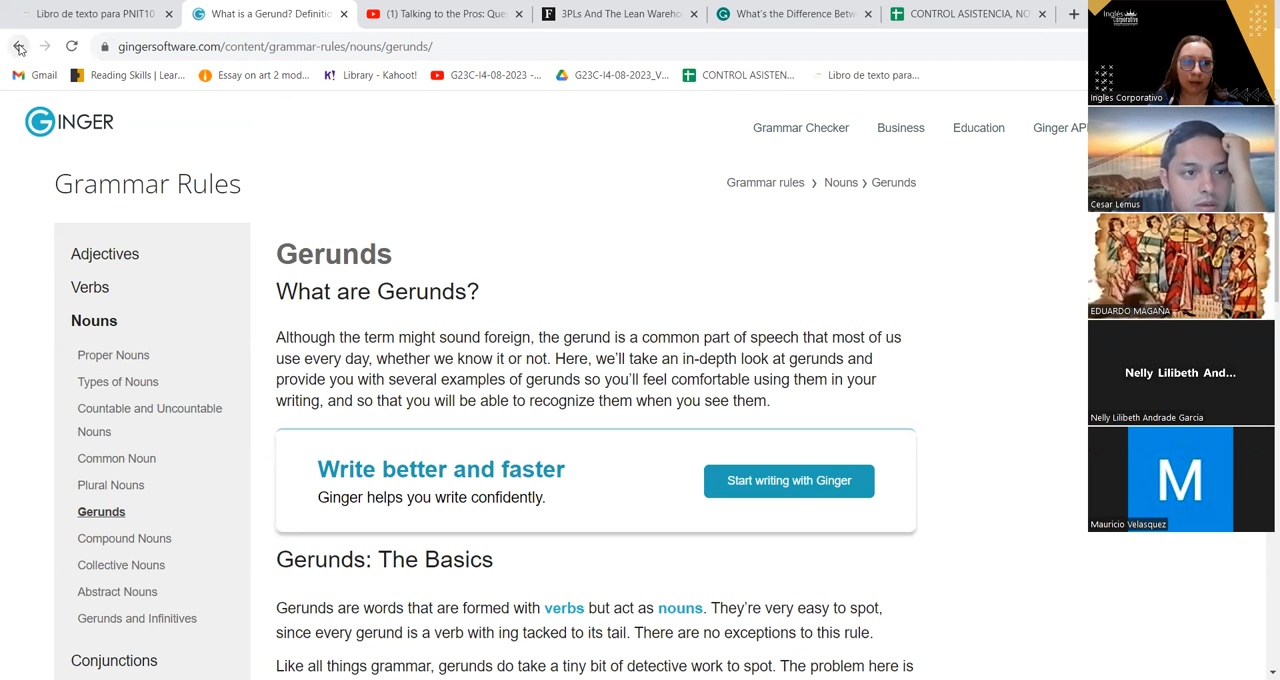 Libro de texto para PNIT10
What is a Gerund? Definitio
(1) Talking to the Pros: Que
3PLs And The Lean Wareho
What's the Difference Betw
CONTROL ASISTENCIA, NO
gingersoftware.com/content/grammar-rules/nouns/gerunds/
Gmail
Reading Skills | Lear...
Essay on art 2 mod...
Library - Kahoot!
G23C-I4-08-2023 -...
G23C-I4-08-2023_V...
CONTROL ASISTEN...
Libro de texto para...
GINGER
Grammar Checker
Business
Education
Ginger API
Grammar Rules
Grammar rules ❯ Nouns ❯ Gerunds
Adjectives
Verbs
Nouns
Proper Nouns
Types of Nouns
Countable and Uncountable
Nouns
Common Noun
Plural Nouns
Gerunds
Compound Nouns
Collective Nouns
Abstract Nouns
Gerunds and Infinitives
Conjunctions
Gerunds
What are Gerunds?
Although the term might sound foreign, the gerund is a common part of speech that most of us
use every day, whether we know it or not. Here, we'll take an in-depth look at gerunds and
provide you with several examples of gerunds so you'll feel comfortable using them in your
writing, and so that you will be able to recognize them when you see them.
Write better and faster
Ginger helps you write confidently.
Start writing with Ginger
Gerunds: The Basics
Gerunds are words that are formed with verbs but act as nouns. They're very easy to spot,
since every gerund is a verb with ing tacked to its tail. There are no exceptions to this rule.
Like all things grammar, gerunds do take a tiny bit of detective work to spot. The problem here is
Inglés
Corporativo
Ingles Corporativo
Cesar Lemus
EDUARDO MAGAÑA
Nelly Lilibeth And...
Nelly Lilibeth Andrade Garcia
M
Mauricio Velasquez